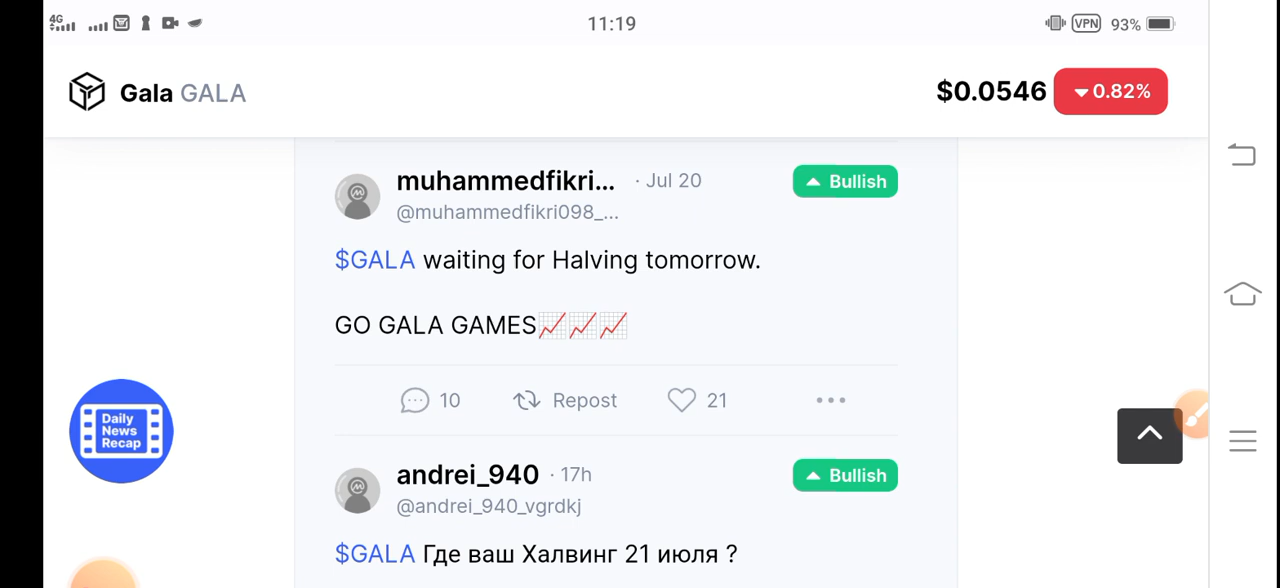 4G 11:19 VPN 93%
Gala GALA $0.0546 0.82%
muhammedfikri... · Jul 20 Bullish
@muhammedfikri098_...
$GALA waiting for Halving tomorrow.
GO GALA GAMES📈📈📈
10 Repost 21
Daily
News
Recap
andrei_940 · 17h Bullish
@andrei_940_vgrdkj
$GALA Где ваш Халвинг 21 июля ?